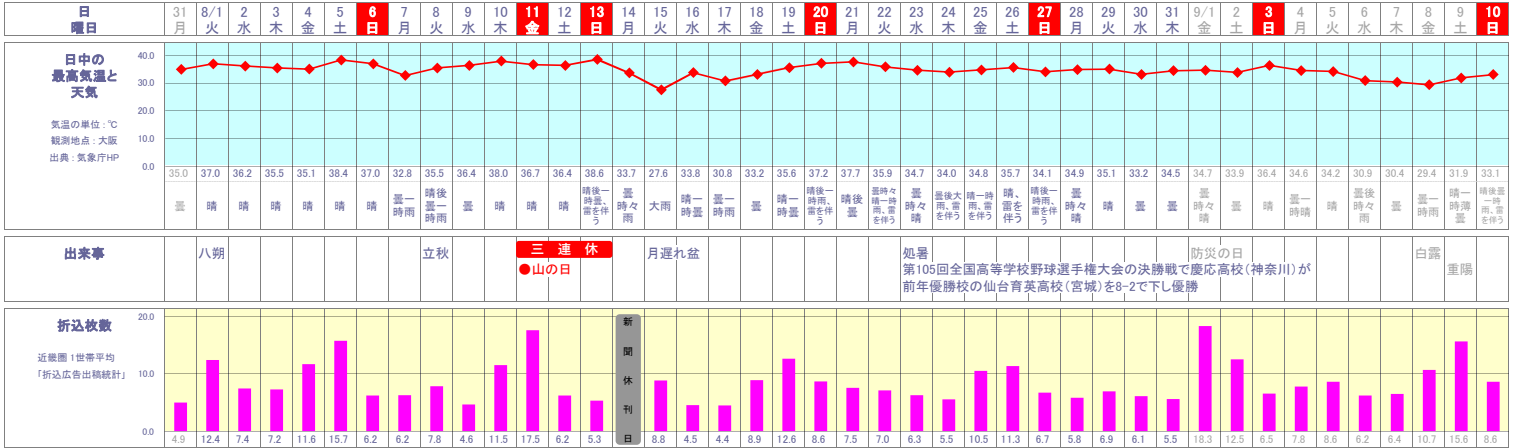 日 31 8/1 2 3 4 5 6 7 8 9 10 11 12 13 14 15 16 17 18 19 20 21 22 23 24 25 26 27 28 29 30 31 9/1 2 3 4 5 6 7 8 9 10
曜日 月 火 水 木 金 土 日 月 火 水 木 金 土 日 月 火 水 木 金 土 日 月 火 水 木 金 土 日 月 火 水 木 金 土 日 月 火 水 木 金 土 日
日中の
最高気温と
天気
気温の単位：℃
観測地点：大阪
出典：気象庁HP
40.0
30.0
20.0
10.0
0.0
35.0 37.0 36.2 35.5 35.1 38.4 37.0 32.8 35.5 36.4 38.0 36.7 36.4 38.6 33.7 27.6 33.8 30.8 33.2 35.6 37.2 37.7 35.9 34.7 34.0 34.8 35.7 34.1 34.9 35.1 33.2 34.5 34.7 33.9 36.4 34.6 34.2 30.9 30.4 29.4 31.9 33.1
曇
晴
晴
晴
晴
晴
晴
曇一
時雨
晴後
曇一
時雨
晴
晴
晴
晴
晴後一
時曇、
雷を伴
う
曇
時々
雨
大雨
晴一
時曇
曇一
時雨
曇
晴一
時曇
晴後一
時雨、
雷を伴
う
晴後
曇
曇時々
晴一時
雨、雷
を伴う
晴
時々
曇
曇後大
雨、雷
を伴う
晴一時
雨、雷
を伴う
晴、
雷を
伴う
晴後一
時雨、
雷を伴
う
曇
時々
晴
晴
曇
曇
曇
時々
晴
曇
晴
曇一
時晴
晴
曇後
時々
雨
曇
曇一
時雨
晴一
時薄
曇
晴後曇
一時
雨、雷
を伴う
出来事
八朔
立秋
三 連 休
●山の日
月遅れ盆
処暑
第105回全国高等学校野球選手権大会の決勝戦で慶応高校（神奈川）が
前年優勝校の仙台育英高校（宮城）を8-2で下し優勝
防災の日
白露
重陽
折込枚数
近畿圏 1世帯平均
「折込広告出稿統計」
20.0
10.0
0.0
新聞休刊日
4.9 12.4 7.4 7.2 11.6 15.7 6.2 6.2 7.8 4.6 11.5 17.5 6.2 5.3 8.8 4.5 4.4 8.9 12.6 8.6 7.5 7.0 6.3 5.5 10.5 11.3 6.7 5.8 6.9 6.1 5.5 18.3 12.5 6.5 7.8 8.6 6.2 6.4 10.7 15.6 8.6